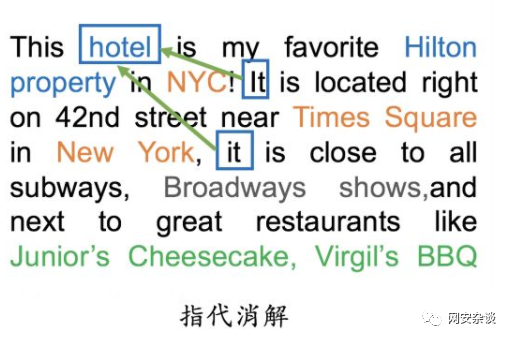 This hotel is my favorite Hilton
property in NYC! It is located right
on 42nd street near Times Square
in New York, it is close to all
subways, Broadways shows,and
next to great restaurants like
Junior’s Cheesecake, Virgil’s BBQ
指代消解
网安杂谈